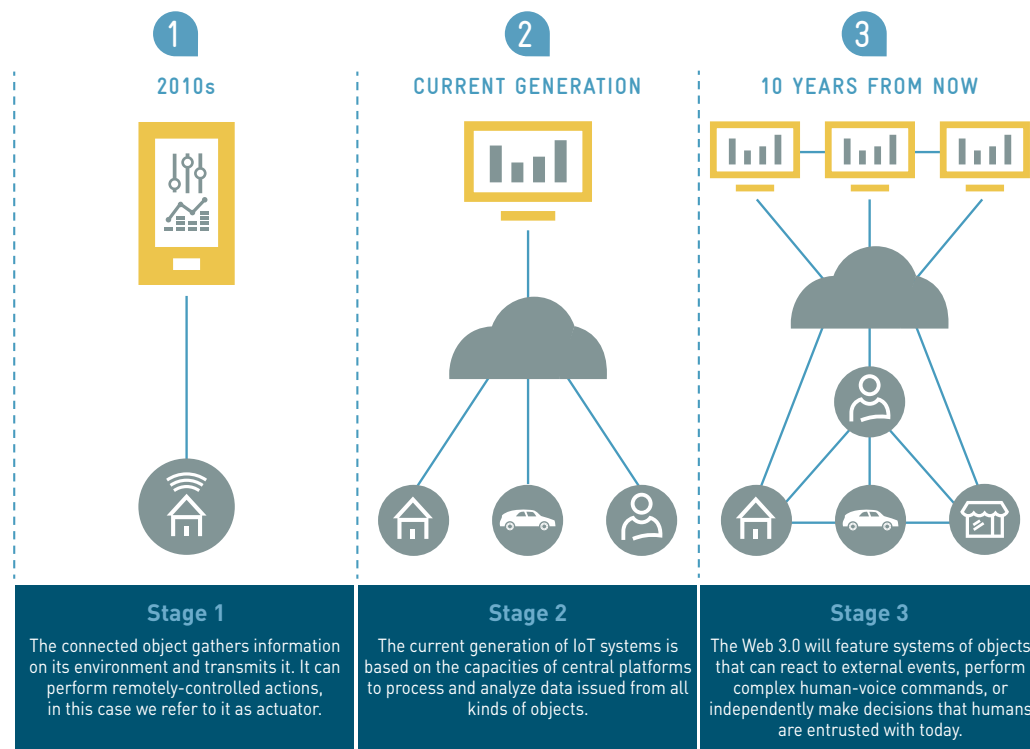 1
2010s
Stage 1
The connected object gathers information
on its environment and transmits it. It can
perform remotely-controlled actions,
in this case we refer to it as actuator.
2
CURRENT GENERATION
Stage 2
The current generation of IoT systems is
based on the capacities of central platforms
to process and analyze data issued from all
kinds of objects.
3
10 YEARS FROM NOW
Stage 3
The Web 3.0 will feature systems of objects
that can react to external events, perform
complex human-voice commands, or
independently make decisions that humans
are entrusted with today.